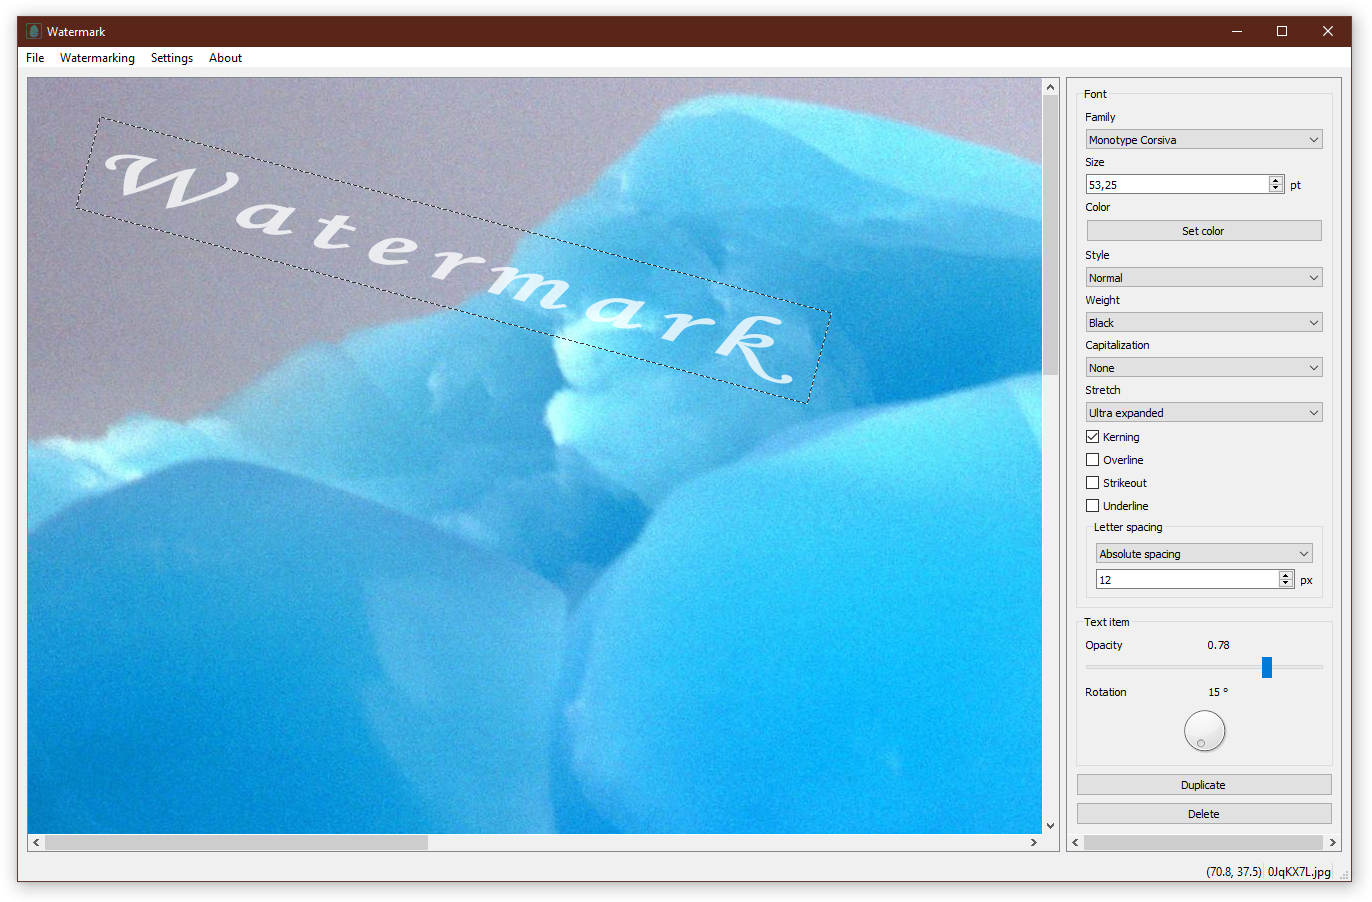 Watermark
File Watermarking Settings About
Watermark
Font
Family
Monotype Corsiva
Size
53,25 pt
Color
Set color
Style
Normal
Weight
Black
Capitalization
None
Stretch
Ultra expanded
Kerning
Overline
Strikeout
Underline
Letter spacing
Absolute spacing
12 px
Text item
Opacity 0.78
Rotation 15 °
Duplicate
Delete
(70.8, 37.5) 0JqKX7L.jpg